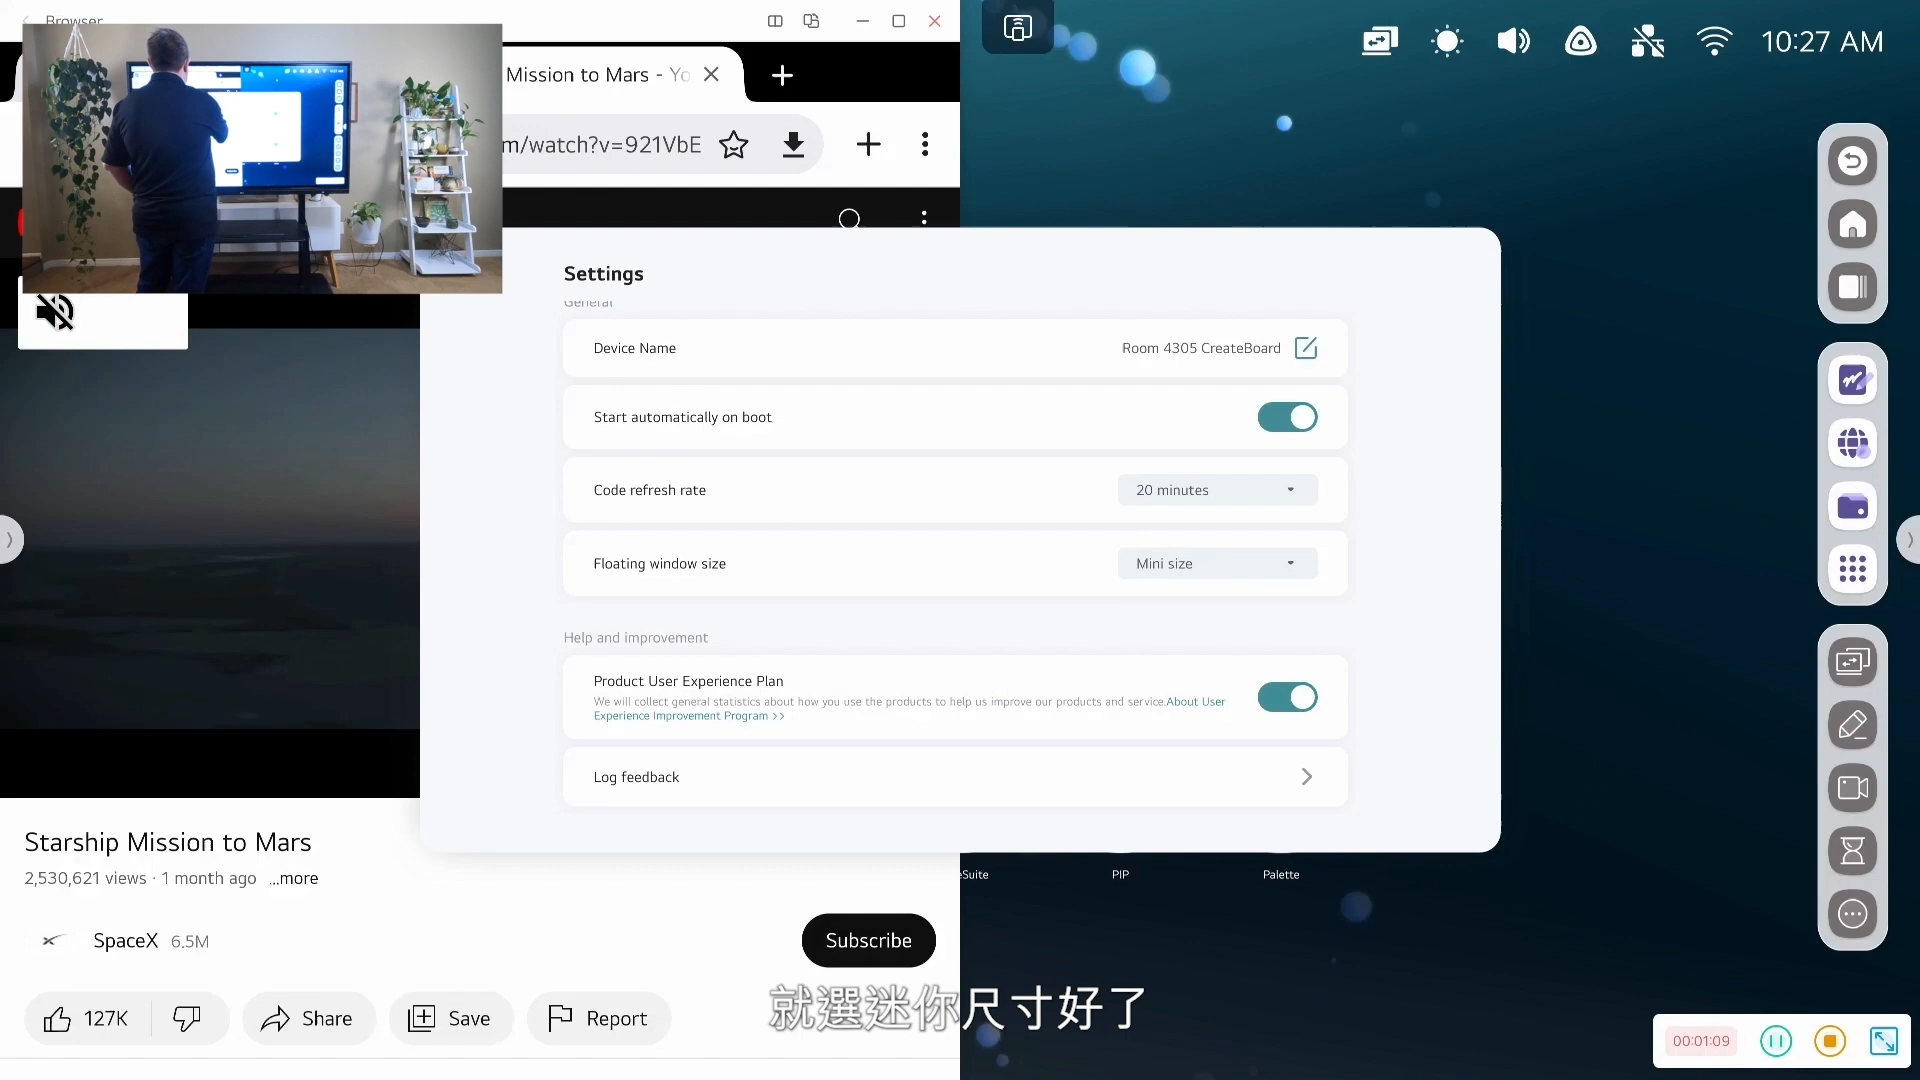 Browser
Mission to Mars - Yo
10:27 AM
m/watch?v=921VbE
Settings
General
Device Name
Room 4305 CreateBoard
Start automatically on boot
Code refresh rate
20 minutes
Floating window size
Mini size
Help and improvement
Product User Experience Plan
We will collect general statistics about how you use the products to help us improve our products and service.About User
Experience Improvement Program >>
Log feedback
Starship Mission to Mars
2,530,621 views · 1 month ago ...more
eSuite
PIP
Palette
SpaceX 6.5M
Subscribe
127K
Share
Save
Report
就選迷你尺寸好了
00:01:09